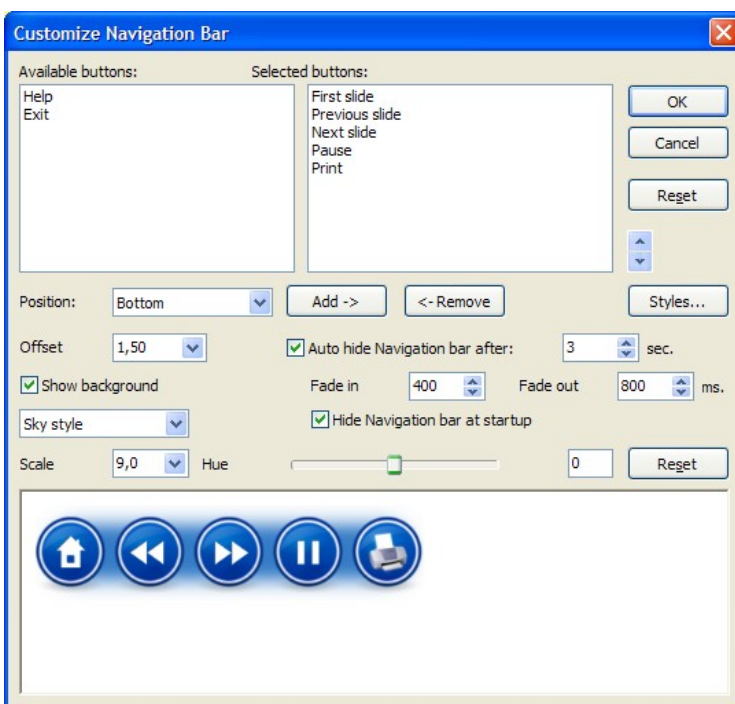 Customize Navigation Bar
Available buttons:
Selected buttons:
Help
Exit
First slide
Previous slide
Next slide
Pause
Print
OK
Cancel
Reset
Position:
Bottom
Add ->
<- Remove
Styles...
Offset
1,50
Auto hide Navigation bar after:
3
sec.
Show background
Fade in
400
Fade out
800
ms.
Sky style
Hide Navigation bar at startup
Scale
9,0
Hue
0
Reset